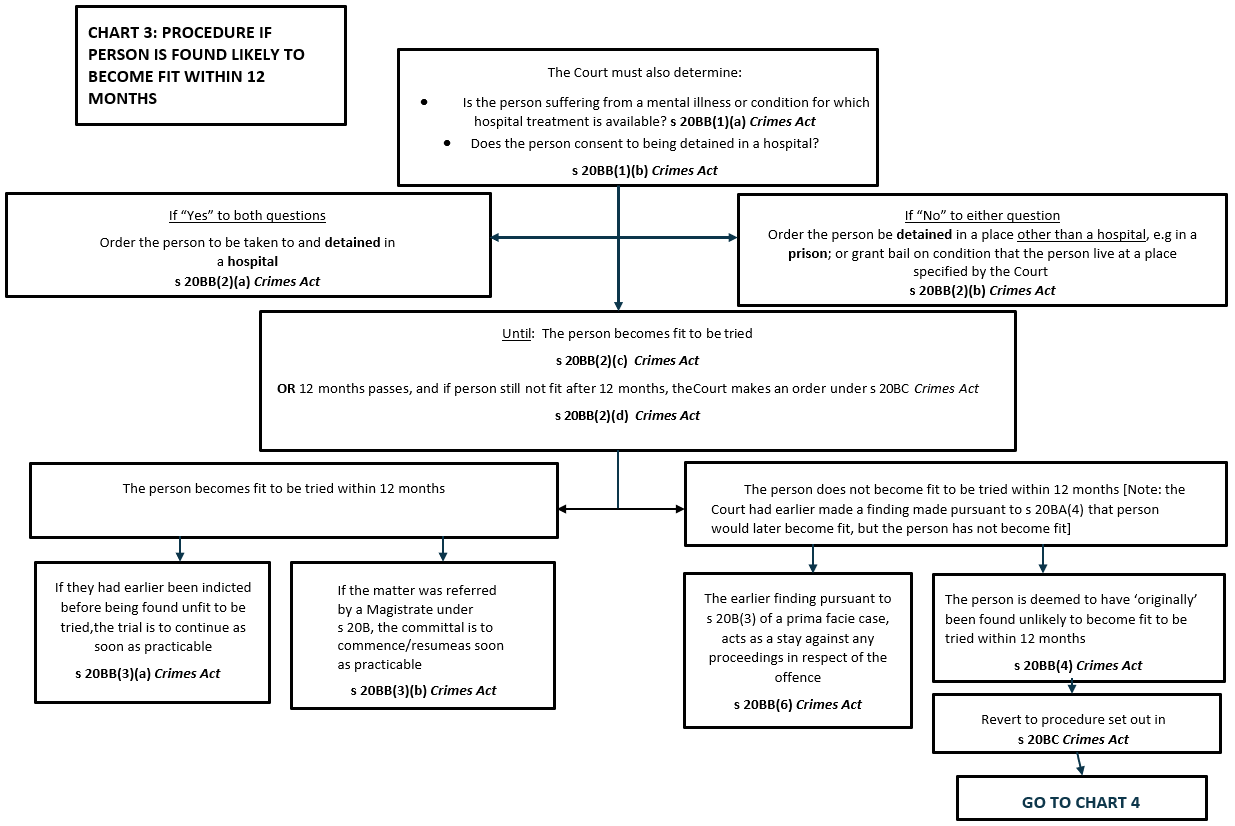 CHART 3: PROCEDURE IF
PERSON IS FOUND LIKELY TO
BECOME FIT WITHIN 12
MONTHS
The Court must also determine:
● Is the person suffering from a mental illness or condition for which
hospital treatment is available? s 20BB(1)(a) Crimes Act
● Does the person consent to being detained in a hospital?
s 20BB(1)(b) Crimes Act
If “Yes” to both questions
Order the person to be taken to and detained in
a hospital
s 20BB(2)(a) Crimes Act
If “No” to either question
Order the person be detained in a place other than a hospital, e.g in a
prison; or grant bail on condition that the person live at a place
specified by the Court
s 20BB(2)(b) Crimes Act
Until: The person becomes fit to be tried
s 20BB(2)(c) Crimes Act
OR 12 months passes, and if person still not fit after 12 months, theCourt makes an order under s 20BC Crimes Act
s 20BB(2)(d) Crimes Act
The person becomes fit to be tried within 12 months
The person does not become fit to be tried within 12 months [Note: the
Court had earlier made a finding made pursuant to s 20BA(4) that person
would later become fit, but the person has not become fit]
If they had earlier been indicted
before being found unfit to be
tried,the trial is to continue as
soon as practicable
s 20BB(3)(a) Crimes Act
If the matter was referred
by a Magistrate under
s 20B, the committal is to
commence/resumeas soon
as practicable
s 20BB(3)(b) Crimes Act
The earlier finding pursuant to
s 20B(3) of a prima facie case,
acts as a stay against any
proceedings in respect of the
offence
s 20BB(6) Crimes Act
The person is deemed to have ‘originally’
been found unlikely to become fit to be
tried within 12 months
s 20BB(4) Crimes Act
Revert to procedure set out in
s 20BC Crimes Act
GO TO CHART 4